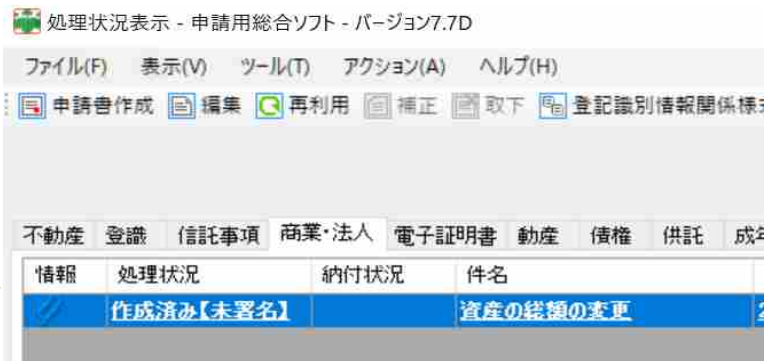 処理状況表示 - 申請用総合ソフト - バージョン7.7D
ファイル(F) 表示(V) ツール(T) アクション(A) ヘルプ(H)
申請書作成 編集 再利用 補正 取下 登記識別情報関係様
不動産 登識 信託事項 商業・法人 電子証明書 動産 債権 供託 成年
情報 処理状況 納付状況 件名
作成済み【未署名】 資産の総額の変更 2